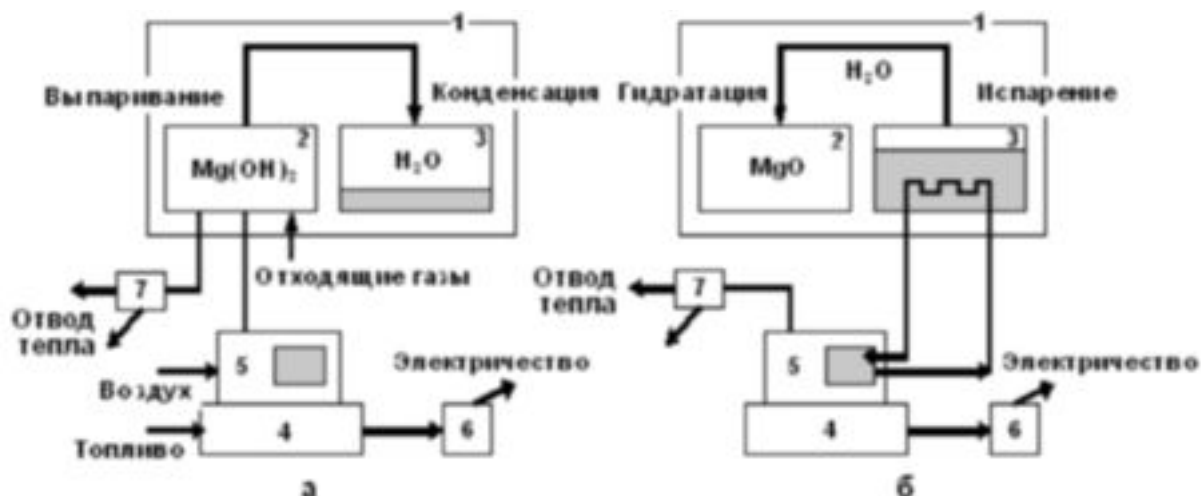 1
Выпаривание
Конденсация
2
Mg(OH)₂
3
H₂O
Отходящие газы
7
Отвод
тепла
5
Воздух
Электричество
Топливо
4
6
а
1
H₂O
Гидратация
Испарение
2
MgO
3
Отвод
тепла
7
5
Электричество
4
6
б